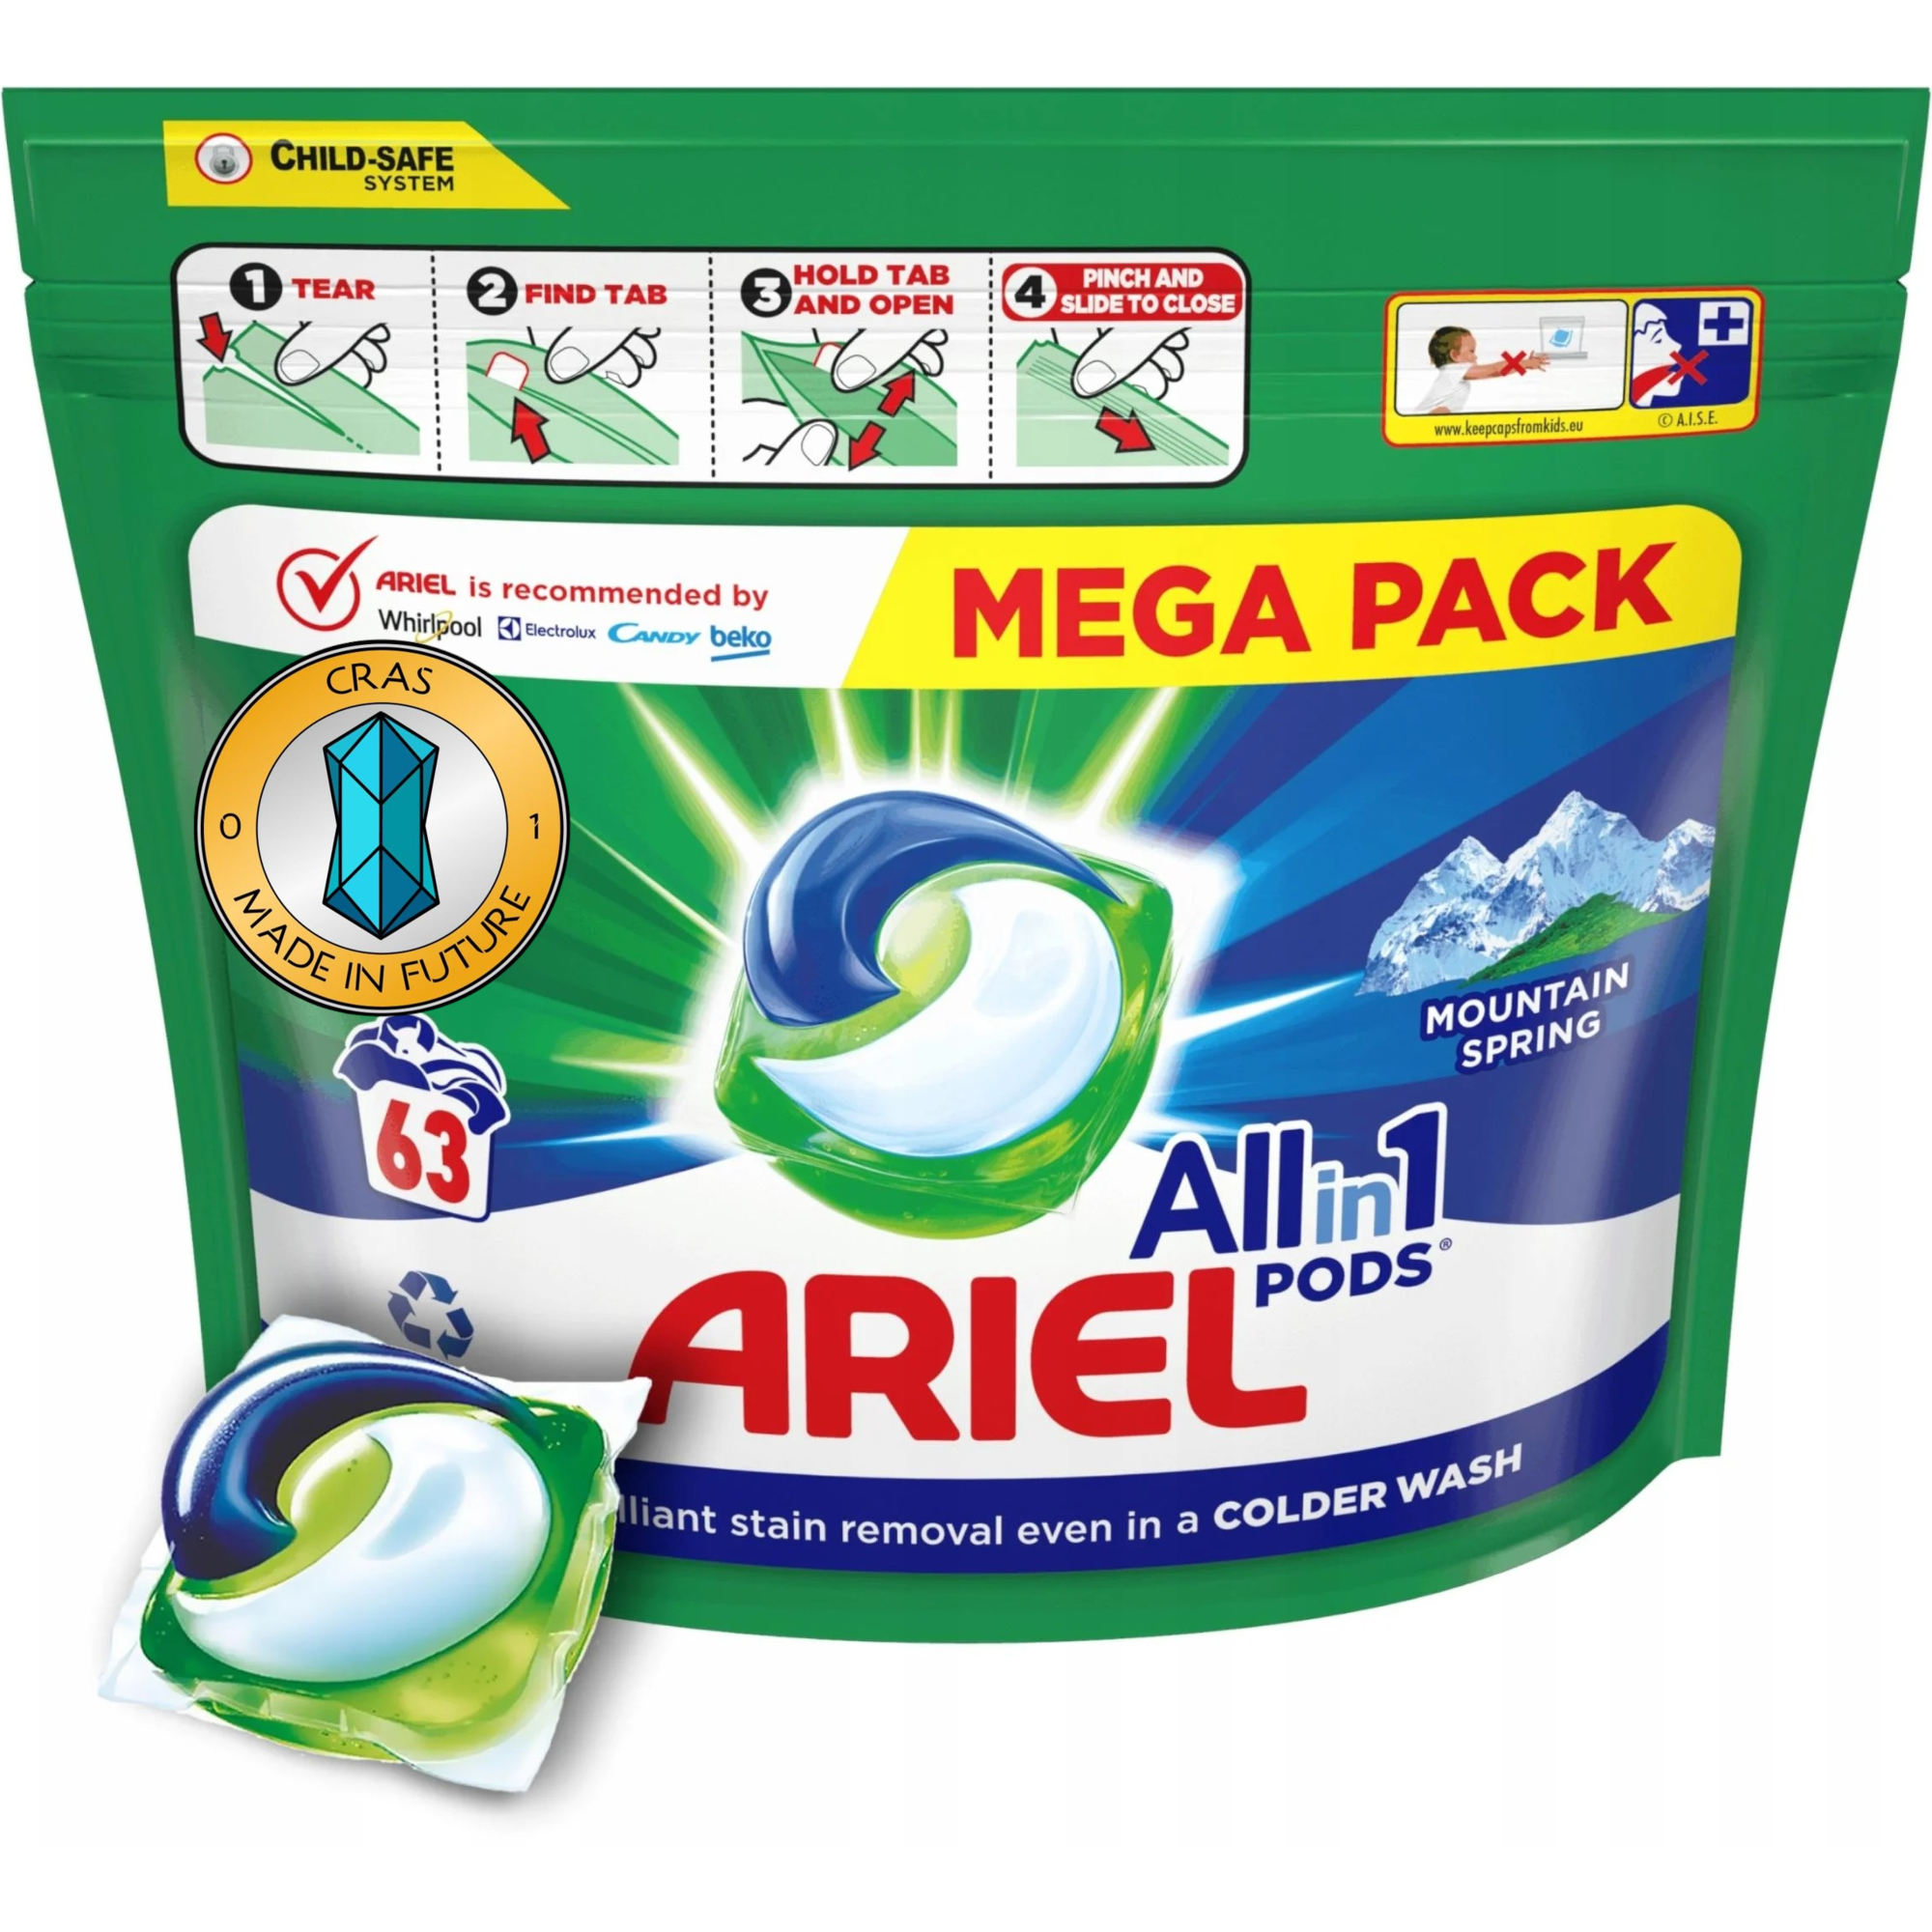 CHILD-SAFE
SYSTEM
1 TEAR
2 FIND TAB
3 HOLD TAB
AND OPEN
4 PINCH AND
SLIDE TO CLOSE
www.keepcapsfromkids.eu
© A.I.S.E.
ARIEL is recommended by
Whirlpool Electrolux CANDY beko
MEGA PACK
CRAS
0 1
MADE IN FUTURE
MOUNTAIN
SPRING
63
All in 1
PODS®
ARIEL
lliant stain removal even in a COLDER WASH